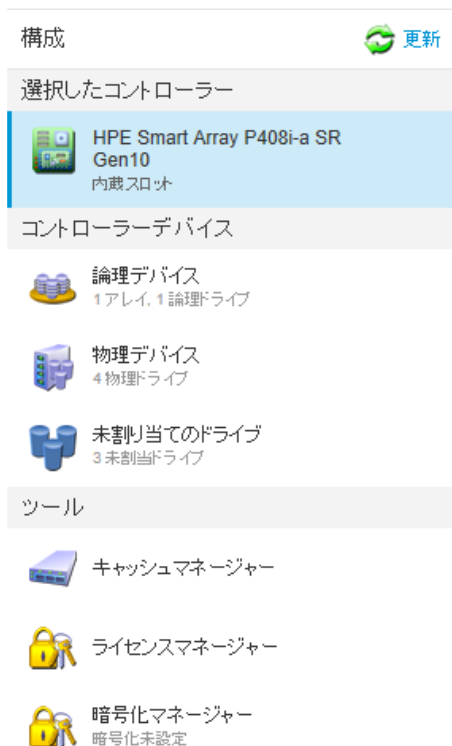 構成
更新
選択したコントローラー
HPE Smart Array P408i-a SR
Gen10
内蔵スロット
コントローラーデバイス
論理デバイス
1 アレイ, 1 論理ドライブ
物理デバイス
4 物理ドライブ
未割り当てのドライブ
3 未割当ドライブ
ツール
キャッシュマネージャー
ライセンスマネージャー
暗号化マネージャー
暗号化未設定